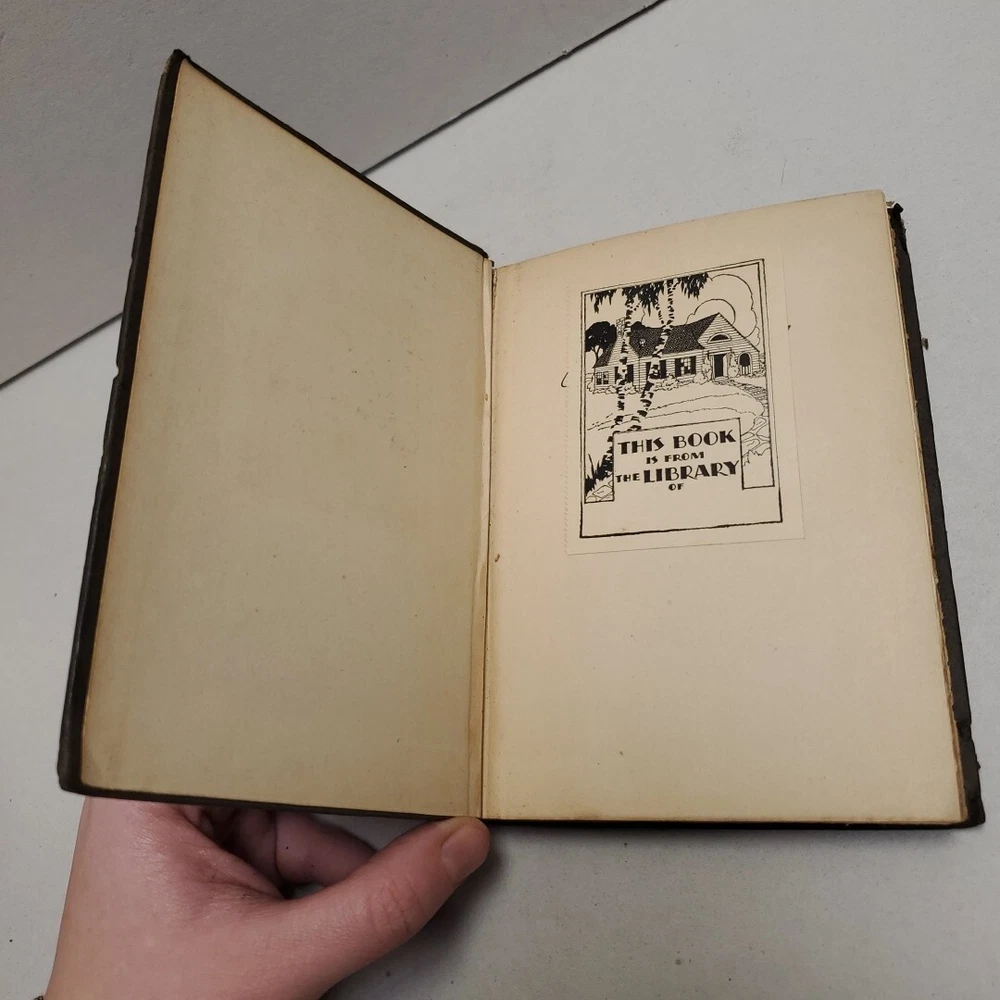 THIS BOOK
IS FROM
THE LIBRARY
OF